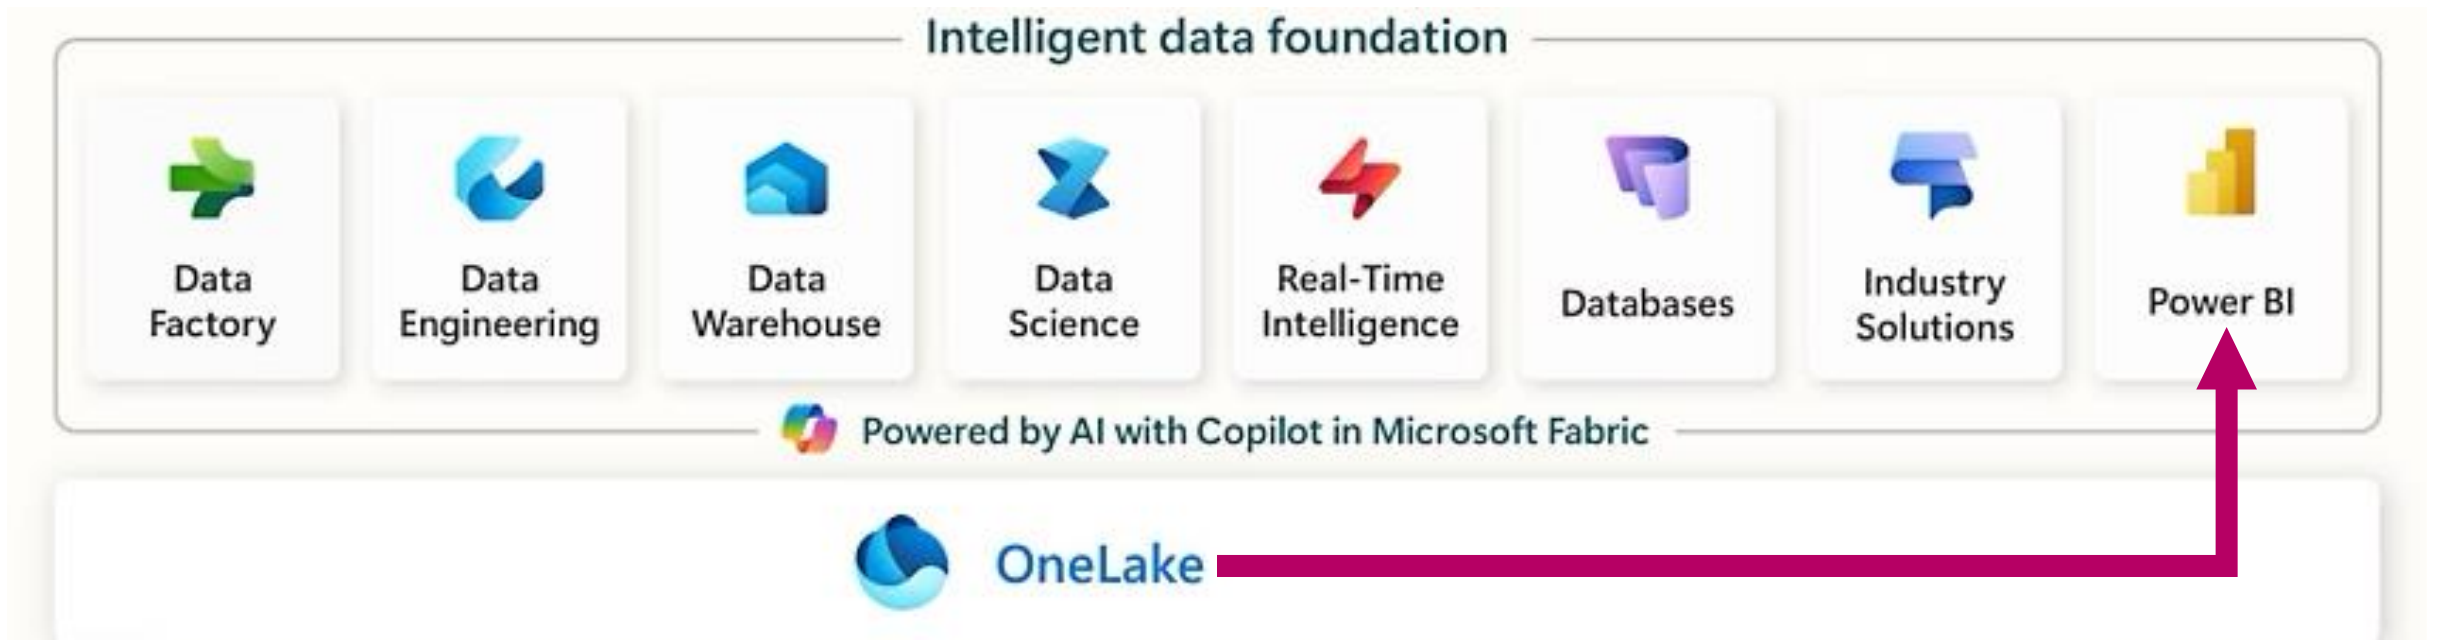 Intelligent data foundation
Data
Factory
Data
Engineering
Data
Warehouse
Data
Science
Real-Time
Intelligence
Databases
Industry
Solutions
Power BI
Powered by AI with Copilot in Microsoft Fabric
OneLake